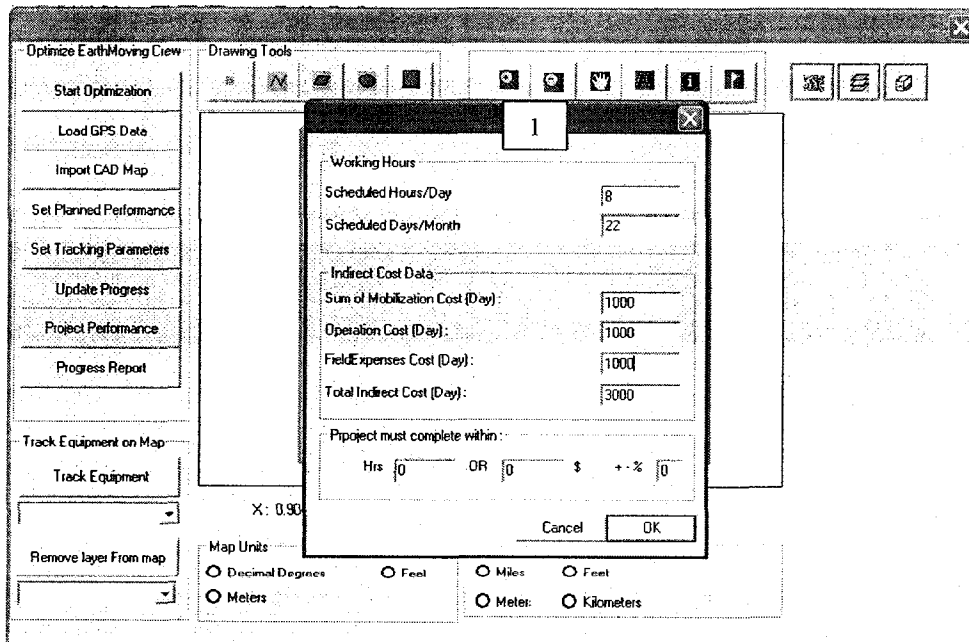 Optimize EarthMoving Crew
Start Optimization
Load GPS Data
Import CAD Map
Set Planned Performance
Set Tracking Parameters
Update Progress
Project Performance
Progress Report
Track Equipment on Map
Track Equipment
Remove layer From map
Drawing Tools
1
Working Hours
Scheduled Hours/Day 8
Scheduled Days/Month 22
Indirect Cost Data
Sum of Mobilization Cost (Day) : 1000
Operation Cost (Day) : 1000
FieldExpenses Cost (Day) : 1000
Total Indirect Cost (Day) : 3000
Prpoject must complete within :
Hrs 0 OR 0 $ + - % 0
Cancel OK
X : 0.90
Map Units
Decimal Degrees Feet
Meters
Miles Feet
Meter: Kilometers